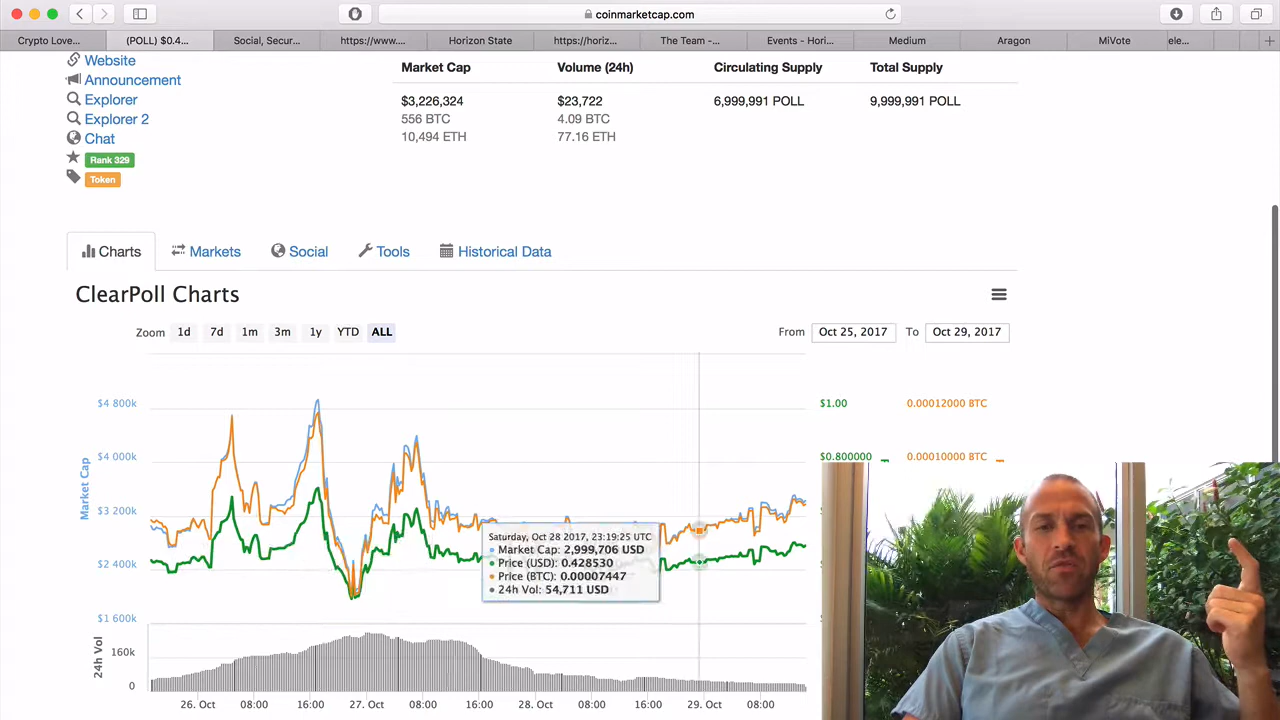 coinmarketcap.com
Crypto Love... (POLL) $0.4... Social, Secur... https://www.... Horizon State https://horiz... The Team -... Events - Hori... Medium Aragon MiVote ele...
Website
Announcement
Explorer
Explorer 2
Chat
Rank 329
Token
Market Cap Volume (24h) Circulating Supply Total Supply
$3,226,324 $23,722 6,999,991 POLL 9,999,991 POLL
556 BTC 4.09 BTC
10,494 ETH 77.16 ETH
Charts Markets Social Tools Historical Data
ClearPoll Charts
Zoom 1d 7d 1m 3m 1y YTD ALL From Oct 25, 2017 To Oct 29, 2017
$4 800k $1.00 0.00012000 BTC
$4 000k $0.800000 0.00010000 BTC
$3 200k
$2 400k
$1 600k
Market Cap
Saturday, Oct 28 2017, 23:19:25 UTC
Market Cap: 2,999,706 USD
Price (USD): 0.428530
Price (BTC): 0.00007447
24h Vol: 54,711 USD
24h Vol
160k
0
26. Oct 08:00 16:00 27. Oct 08:00 16:00 28. Oct 08:00 16:00 29. Oct 08:00